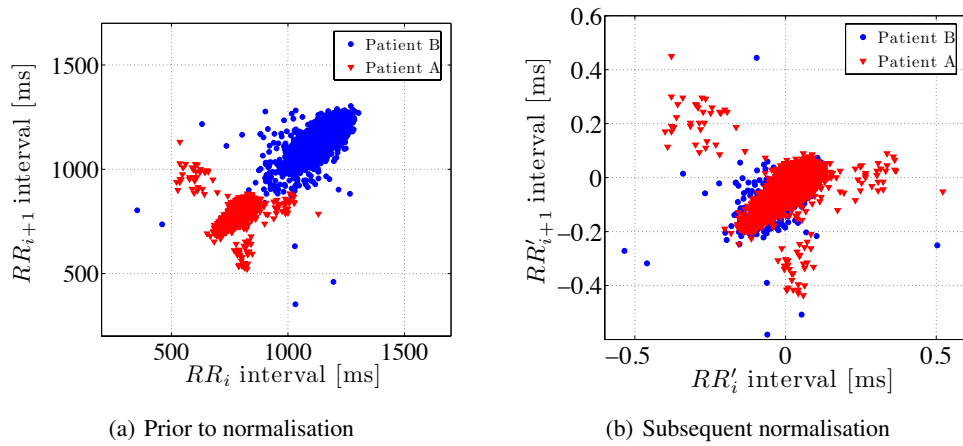 1500
1000
500
500
1000
1500
RR_{i+1} interval [ms]
RR_i interval [ms]
Patient B
Patient A
(a) Prior to normalisation
0.6
0.4
0.2
0
−0.2
−0.4
−0.5
0
0.5
RR′_{i+1} interval [ms]
RR′_i interval [ms]
Patient B
Patient A
(b) Subsequent normalisation